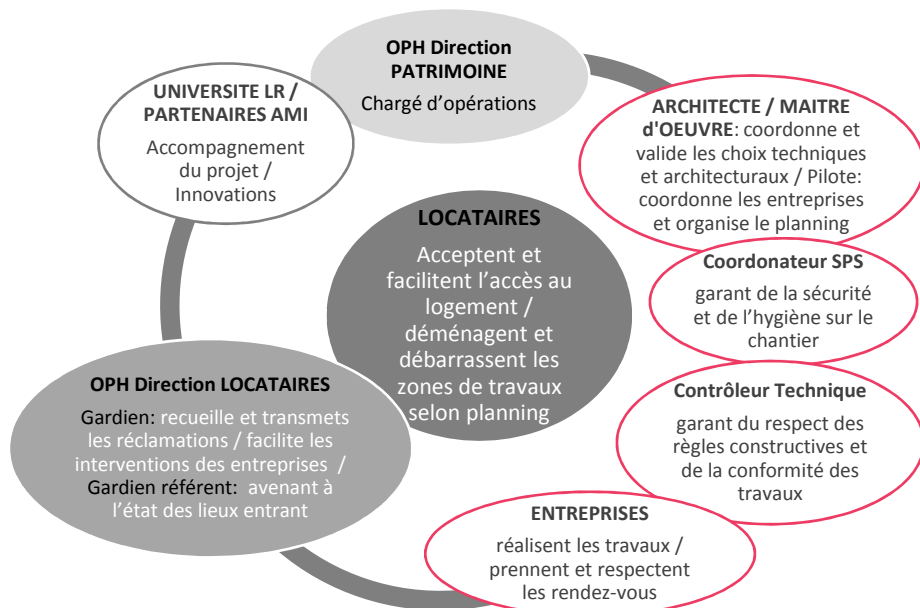 OPH Direction
PATRIMOINE
Chargé d'opérations
UNIVERSITE LR /
PARTENAIRES AMI
Accompagnement
du projet /
Innovations
ARCHITECTE / MAITRE
d'OEUVRE: coordonne et
valide les choix techniques
et architecturaux / Pilote:
coordonne les entreprises
et organise le planning
LOCATAIRES
Acceptent et
facilitent l'accès au
logement /
déménagent et
débarrassent les
zones de travaux
selon planning
Coordonateur SPS
garant de la sécurité
et de l'hygiène sur le
chantier
OPH Direction LOCATAIRES
Gardien: recueille et transmets
les réclamations / facilite les
interventions des entreprises /
Gardien référent: avenant à
l'état des lieux entrant
Contrôleur Technique
garant du respect des
règles constructives et
de la conformité des
travaux
ENTREPRISES
réalisent les travaux /
prennent et respectent
les rendez-vous